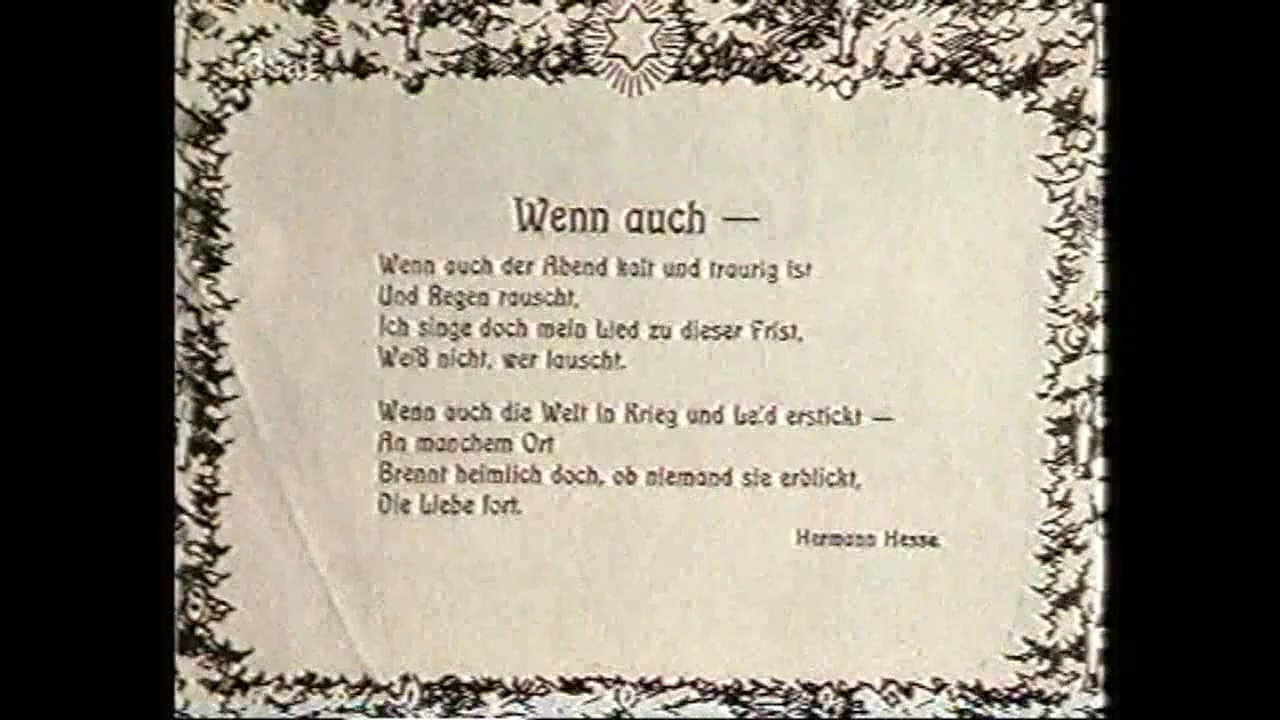 3sat
Wenn auch —
Wenn auch der Abend kalt und traurig ist
Und Regen rauscht,
Ich singe doch mein Lied zu dieser Frist,
Weiß nicht, wer lauscht.
Wenn auch die Welt in Krieg und Leid erstickt —
An manchem Ort
Brennt heimlich doch, ob niemand sie erblickt,
Die Liebe fort.
Hermann Hesse.